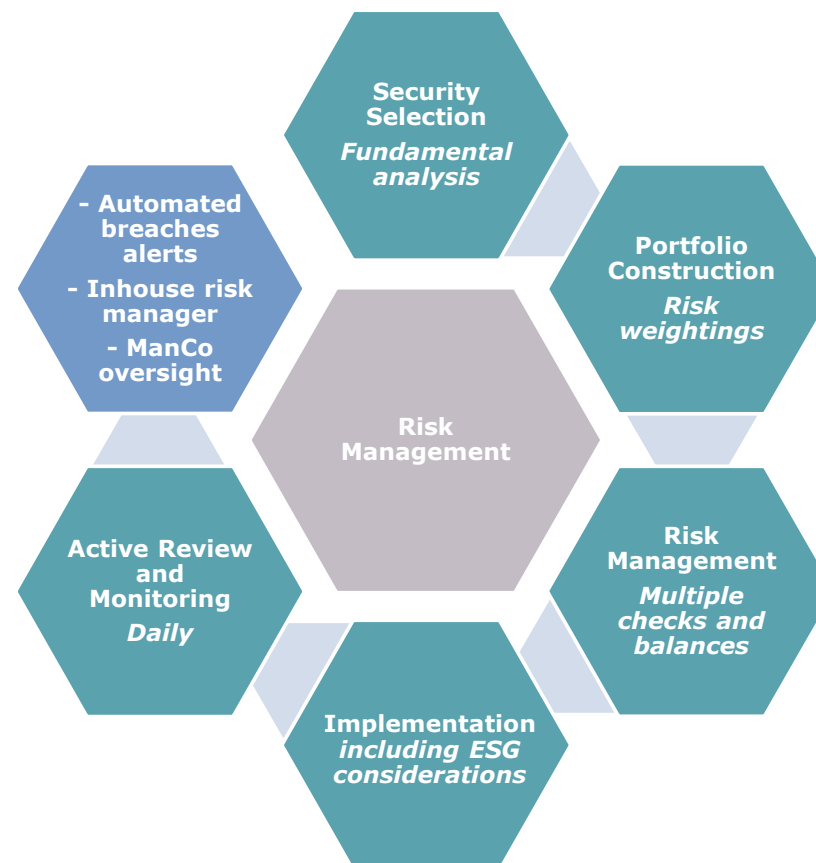 Security
Selection
Fundamental
analysis
Portfolio
Construction
Risk
weightings
Risk
Management
Multiple
checks and
balances
Implementation
including ESG
considerations
Active Review
and
Monitoring
Daily
– Automated
breaches
alerts
– Inhouse risk
manager
– ManCo
oversight
Risk
Management